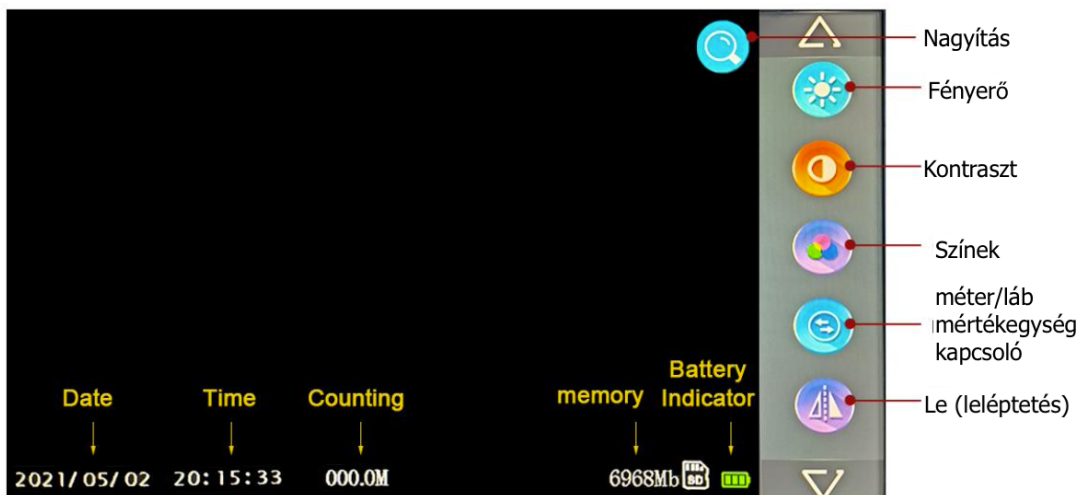 Nagyítás
Fényerő
Kontraszt
Színek
méter/láb
mértékegység
kapcsoló
Le (leléptetés)
Battery
Date Time Counting memory Indicator
2021/05/02 20:15:33 000.0M 6968Mb SD